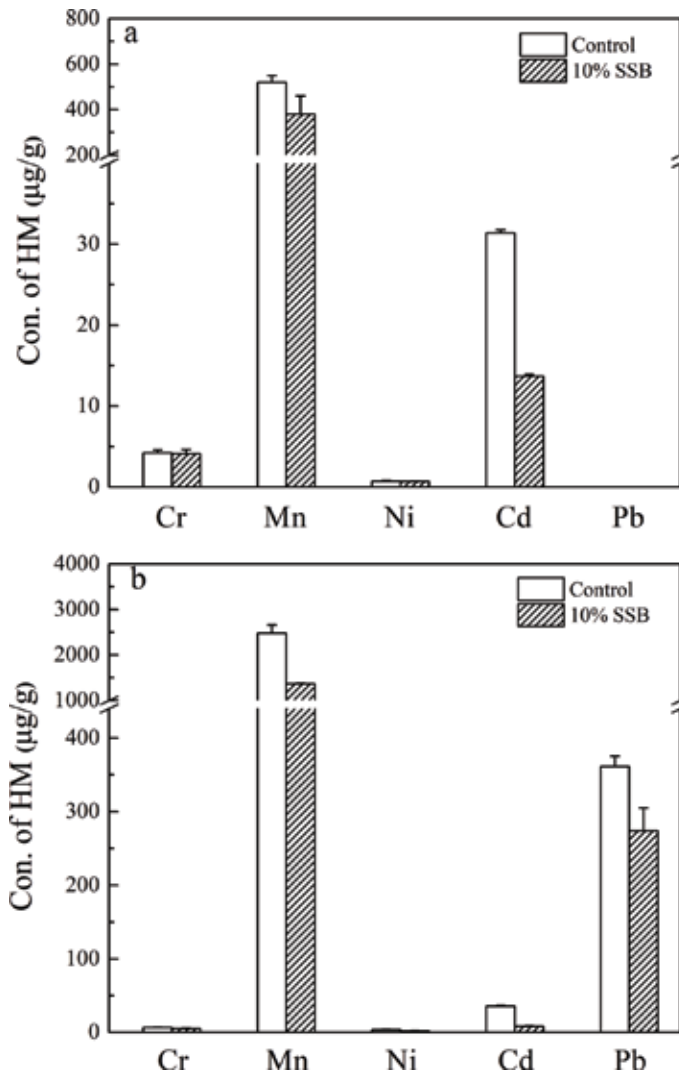 a
Control
10% SSB
Con. of HM (μg/g)
800
600
400
200
30
20
10
0
Cr Mn Ni Cd Pb
b
Control
10% SSB
Con. of HM (μg/g)
4000
3000
2000
1000
400
300
200
100
0
Cr Mn Ni Cd Pb